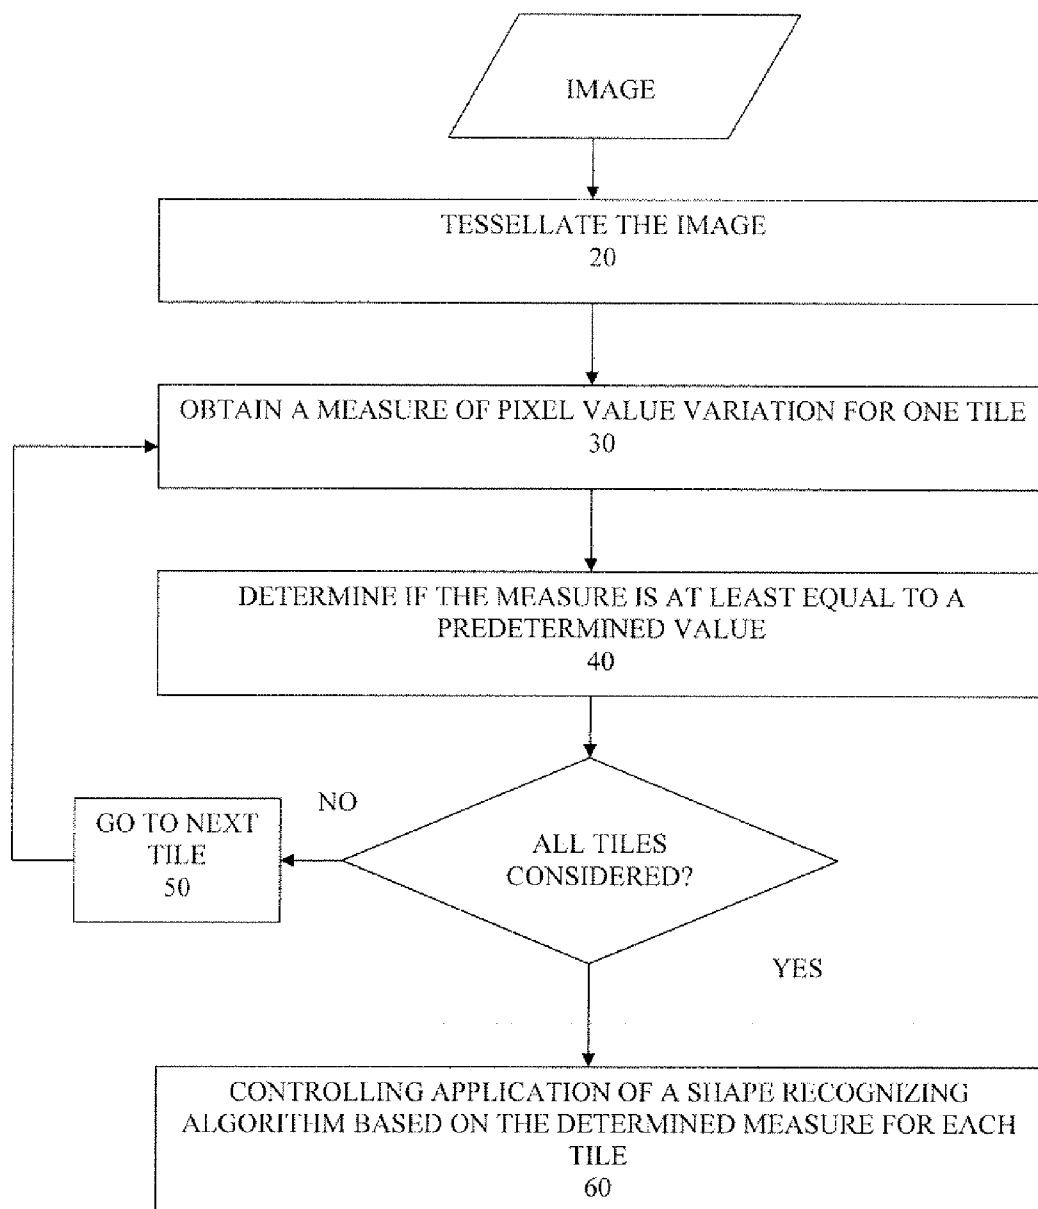 IMAGE
TESSELLATE THE IMAGE
20
OBTAIN A MEASURE OF PIXEL VALUE VARIATION FOR ONE TILE
30
DETERMINE IF THE MEASURE IS AT LEAST EQUAL TO A
PREDETERMINED VALUE
40
NO
GO TO NEXT
TILE
50
ALL TILES
CONSIDERED?
YES
CONTROLLING APPLICATION OF A SHAPE RECOGNIZING
ALGORITHM BASED ON THE DETERMINED MEASURE FOR EACH
TILE
60